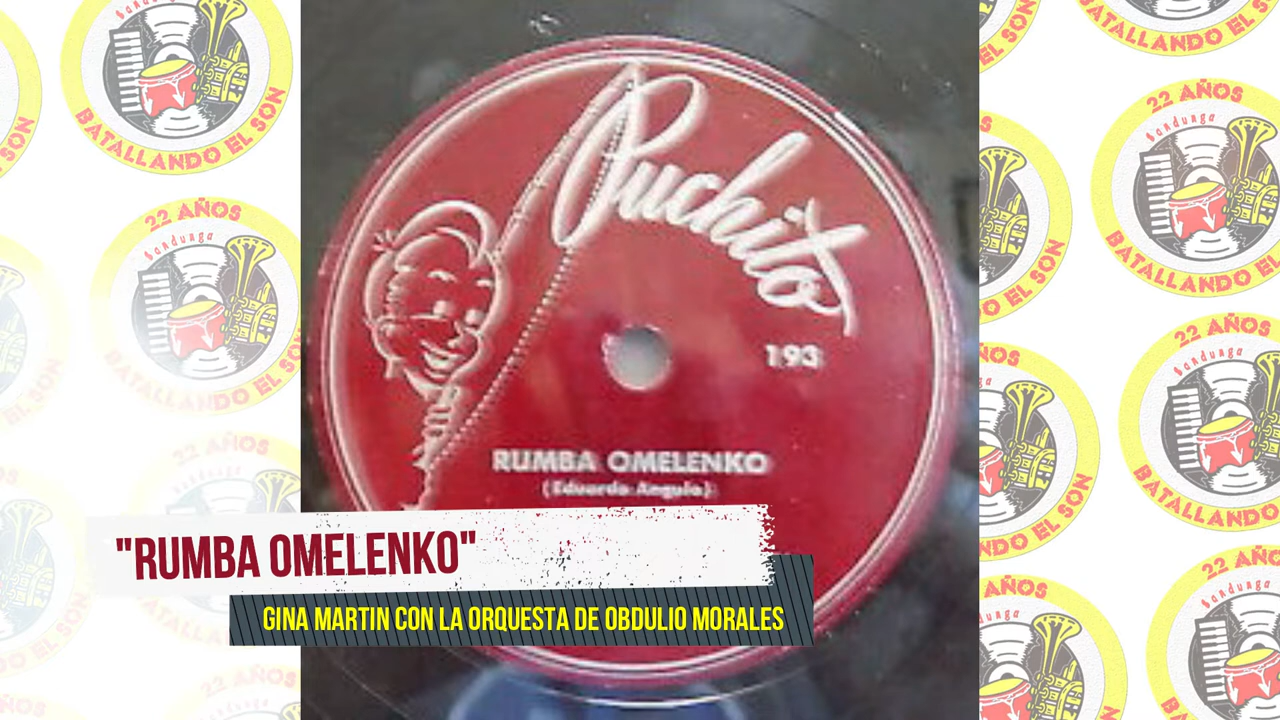 Puchito
193
RUMBA OMELENKO
(Eduardo Angulo)
"RUMBA OMELENKO"
GINA MARTIN CON LA ORQUESTA DE OBDULIO MORALES
22 AÑOS
Sandunga
BATALLANDO EL SON